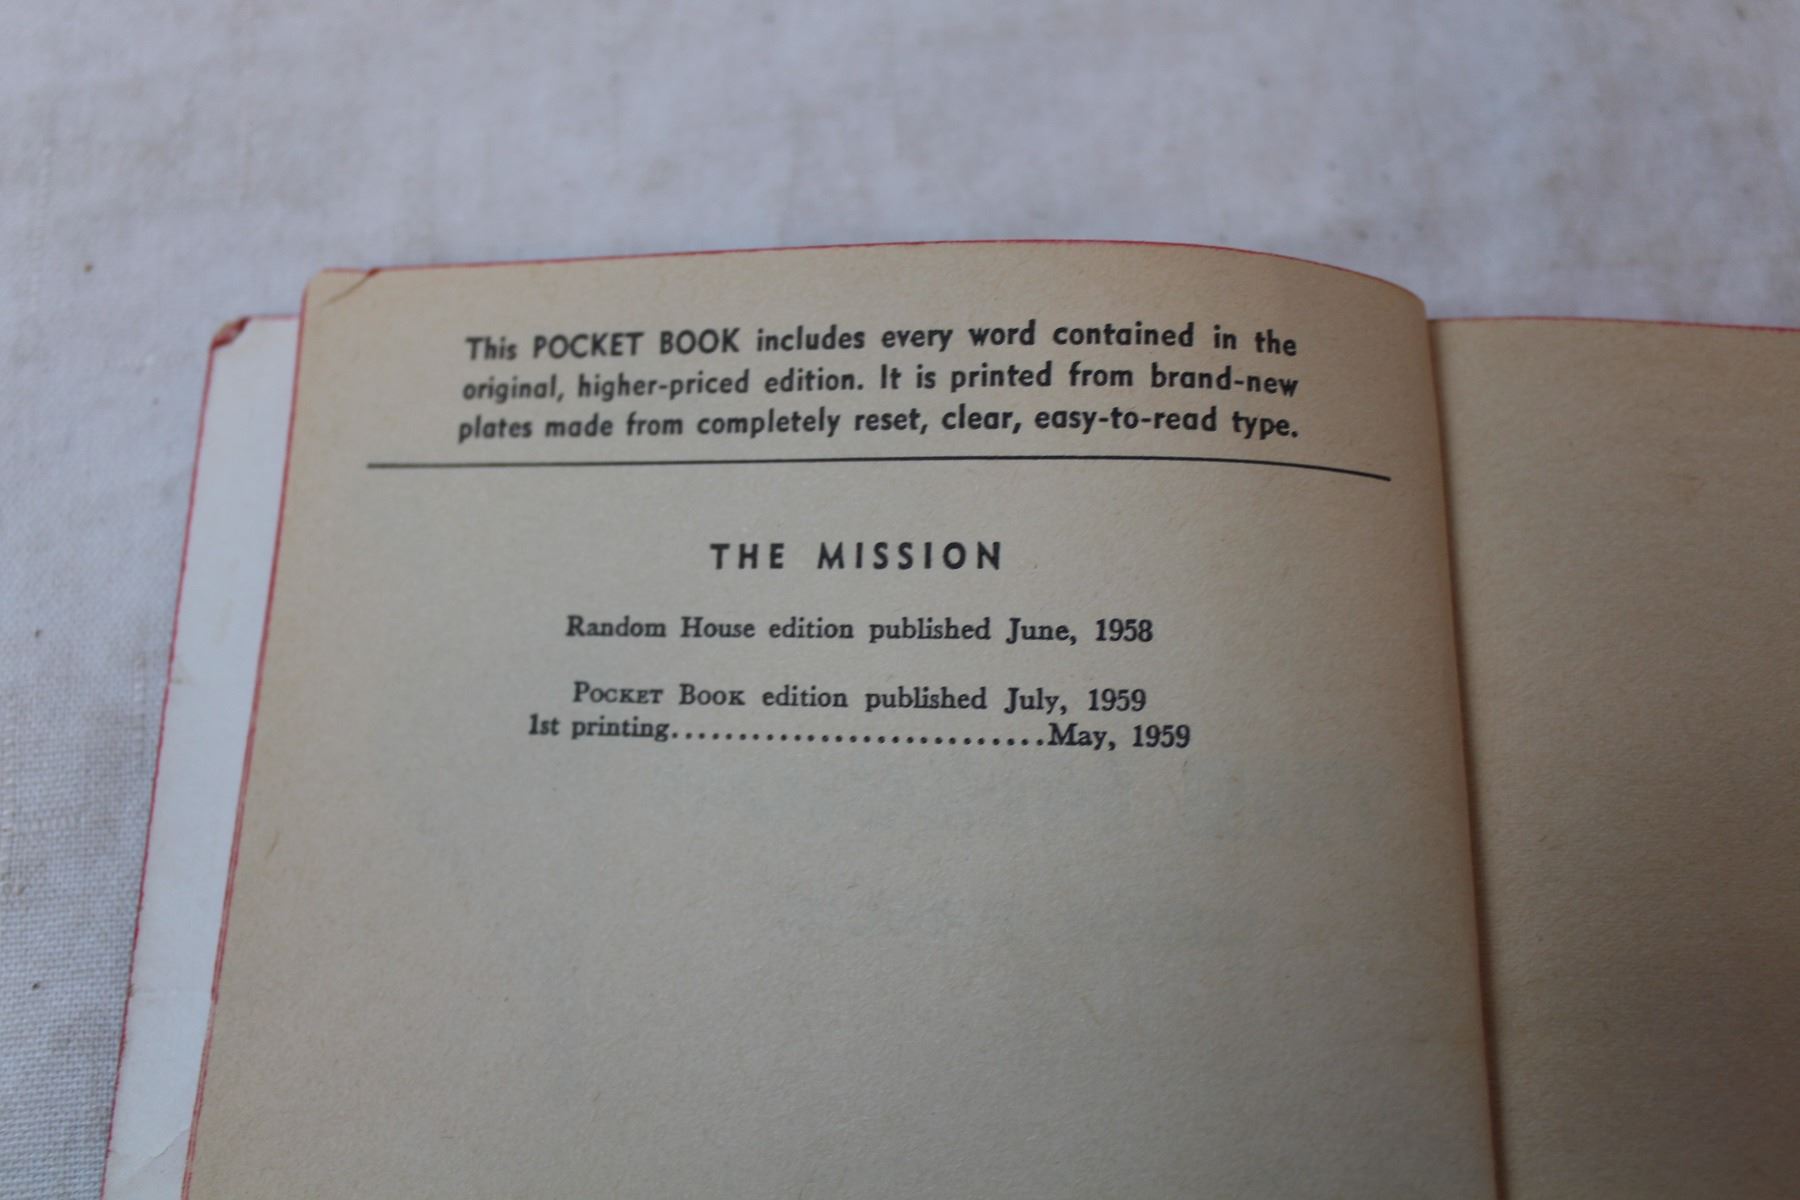 This POCKET BOOK includes every word contained in the
original, higher-priced edition. It is printed from brand-new
plates made from completely reset, clear, easy-to-read type.
THE MISSION
Random House edition published June, 1958
POCKET BOOK edition published July, 1959
1st printing............................May, 1959